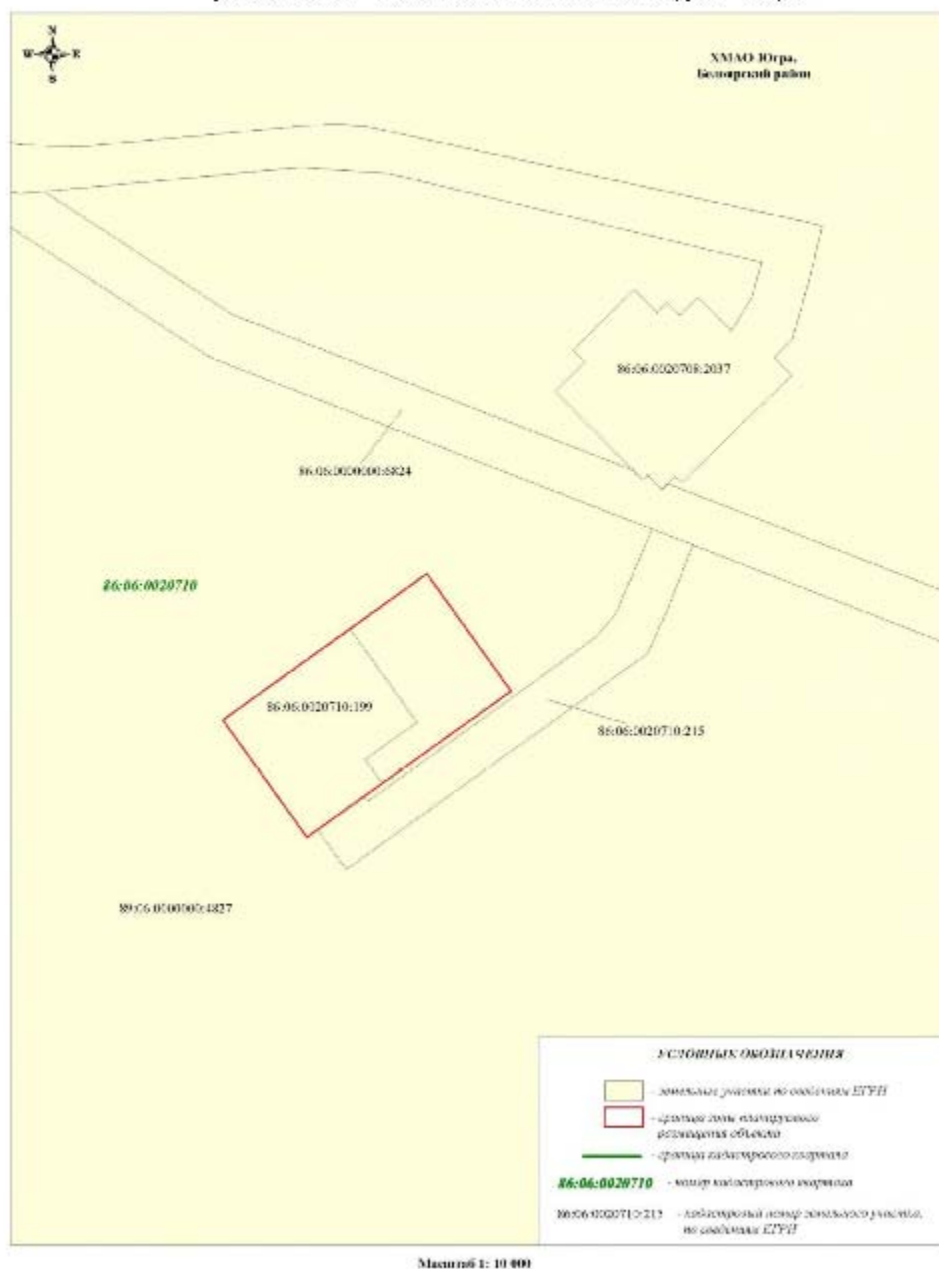 N
W E
S
ХМАО-Югра,
Белоярский район
86:06:0020708:2037
86:06:0000000:6824
86:06:0020710
86:06:0020710:199
86:06:0020710:215
89:06:0000000:4827
УСЛОВНЫЕ ОБОЗНАЧЕНИЯ
- земельные участки по сведениям ЕГРН
- граница зоны планируемого
размещения объекта
- граница кадастрового квартала
86:06:0020710 - номер кадастрового квартала
86:06:0020710:215 - кадастровый номер земельного участка,
по сведениям ЕГРН
Масштаб 1: 10 000